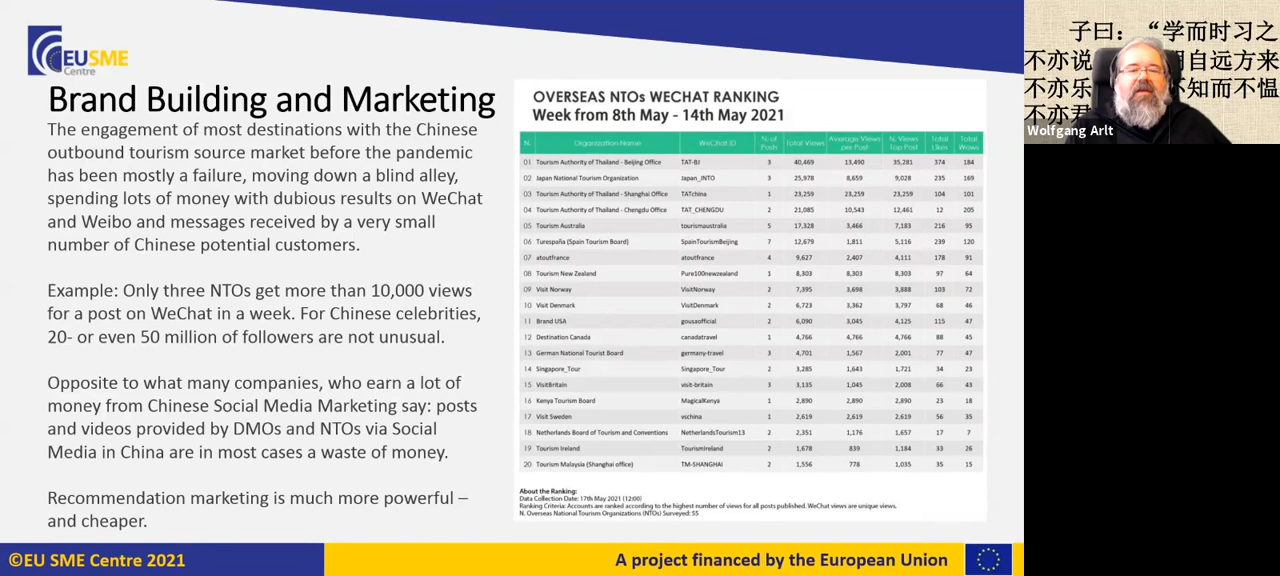 EUSME
Centre
Brand Building and Marketing
The engagement of most destinations with the Chinese
outbound tourism source market before the pandemic
has been mostly a failure, moving down a blind alley,
spending lots of money with dubious results on WeChat
and Weibo and messages received by a very small
number of Chinese potential customers.
Example: Only three NTOs get more than 10,000 views
for a post on WeChat in a week. For Chinese celebrities,
20- or even 50 million of followers are not unusual.
Opposite to what many companies, who earn a lot of
money from Chinese Social Media Marketing say: posts
and videos provided by DMOs and NTOs via Social
Media in China are in most cases a waste of money.
Recommendation marketing is much more powerful –
and cheaper.
OVERSEAS NTOs WECHAT RANKING
Week from 8th May - 14th May 2021
N. Organization Name WeChat ID N. of Posts Total Views Average Views per Post N. Views Top Post Total Likes Total Wows
01 Tourism Authority of Thailand - Beijing Office TAT-BJ 3 40,469 13,490 35,281 374 184
02 Japan National Tourism Organization Japan_INTO 3 25,978 8,659 9,028 235 169
03 Tourism Authority of Thailand - Shanghai Office TATchina 1 23,259 23,259 23,259 104 101
04 Tourism Authority of Thailand - Chengdu Office TAT_CHENGDU 2 21,085 10,543 12,461 12 205
05 Tourism Australia tourismaustralia 5 17,328 3,466 7,183 216 95
06 Turespaña (Spain Tourism Board) SpainTourismBeijing 7 12,679 1,811 5,116 239 120
07 atoutfrance atoutfrance 4 9,627 2,407 4,111 178 91
08 Tourism New Zealand Pure100newzealand 1 8,303 8,303 8,303 97 64
09 Visit Norway VisitNorway 2 7,395 3,698 3,888 103 72
10 Visit Denmark VisitDenmark 2 6,723 3,362 3,797 68 46
11 Brand USA gousaofficial 2 6,090 3,045 4,125 115 47
12 Destination Canada canadatravel 1 4,766 4,766 4,766 88 45
13 German National Tourist Board germany-travel 3 4,701 1,567 2,001 77 47
14 Singapore_Tour Singapore_Tour 2 3,285 1,643 1,721 34 23
15 VisitBritain visit-britain 3 3,135 1,045 2,008 66 43
16 Kenya Tourism Board MagicalKenya 1 2,890 2,890 2,890 23 18
17 Visit Sweden vschina 1 2,619 2,619 2,619 56 35
18 Netherlands Board of Tourism and Conventions NetherlandsTourism13 2 2,351 1,176 1,657 17 7
19 Tourism Ireland TourismIreland 2 1,678 839 1,184 33 26
20 Tourism Malaysia (Shanghai office) TM-SHANGHAI 2 1,556 778 1,035 35 15
About the Ranking:
Data Collection Date: 17th May 2021 (12:00)
Ranking Criteria: Accounts are ranked according to the highest number of views for all posts published. WeChat views are unique views.
N. Overseas National Tourism Organizations (NTOs) Surveyed: 55
©EU SME Centre 2021
A project financed by the European Union
子曰：“学而时习之
不亦说 自远方来
不亦乐 不知而不愠
不亦君
Wolfgang Arlt